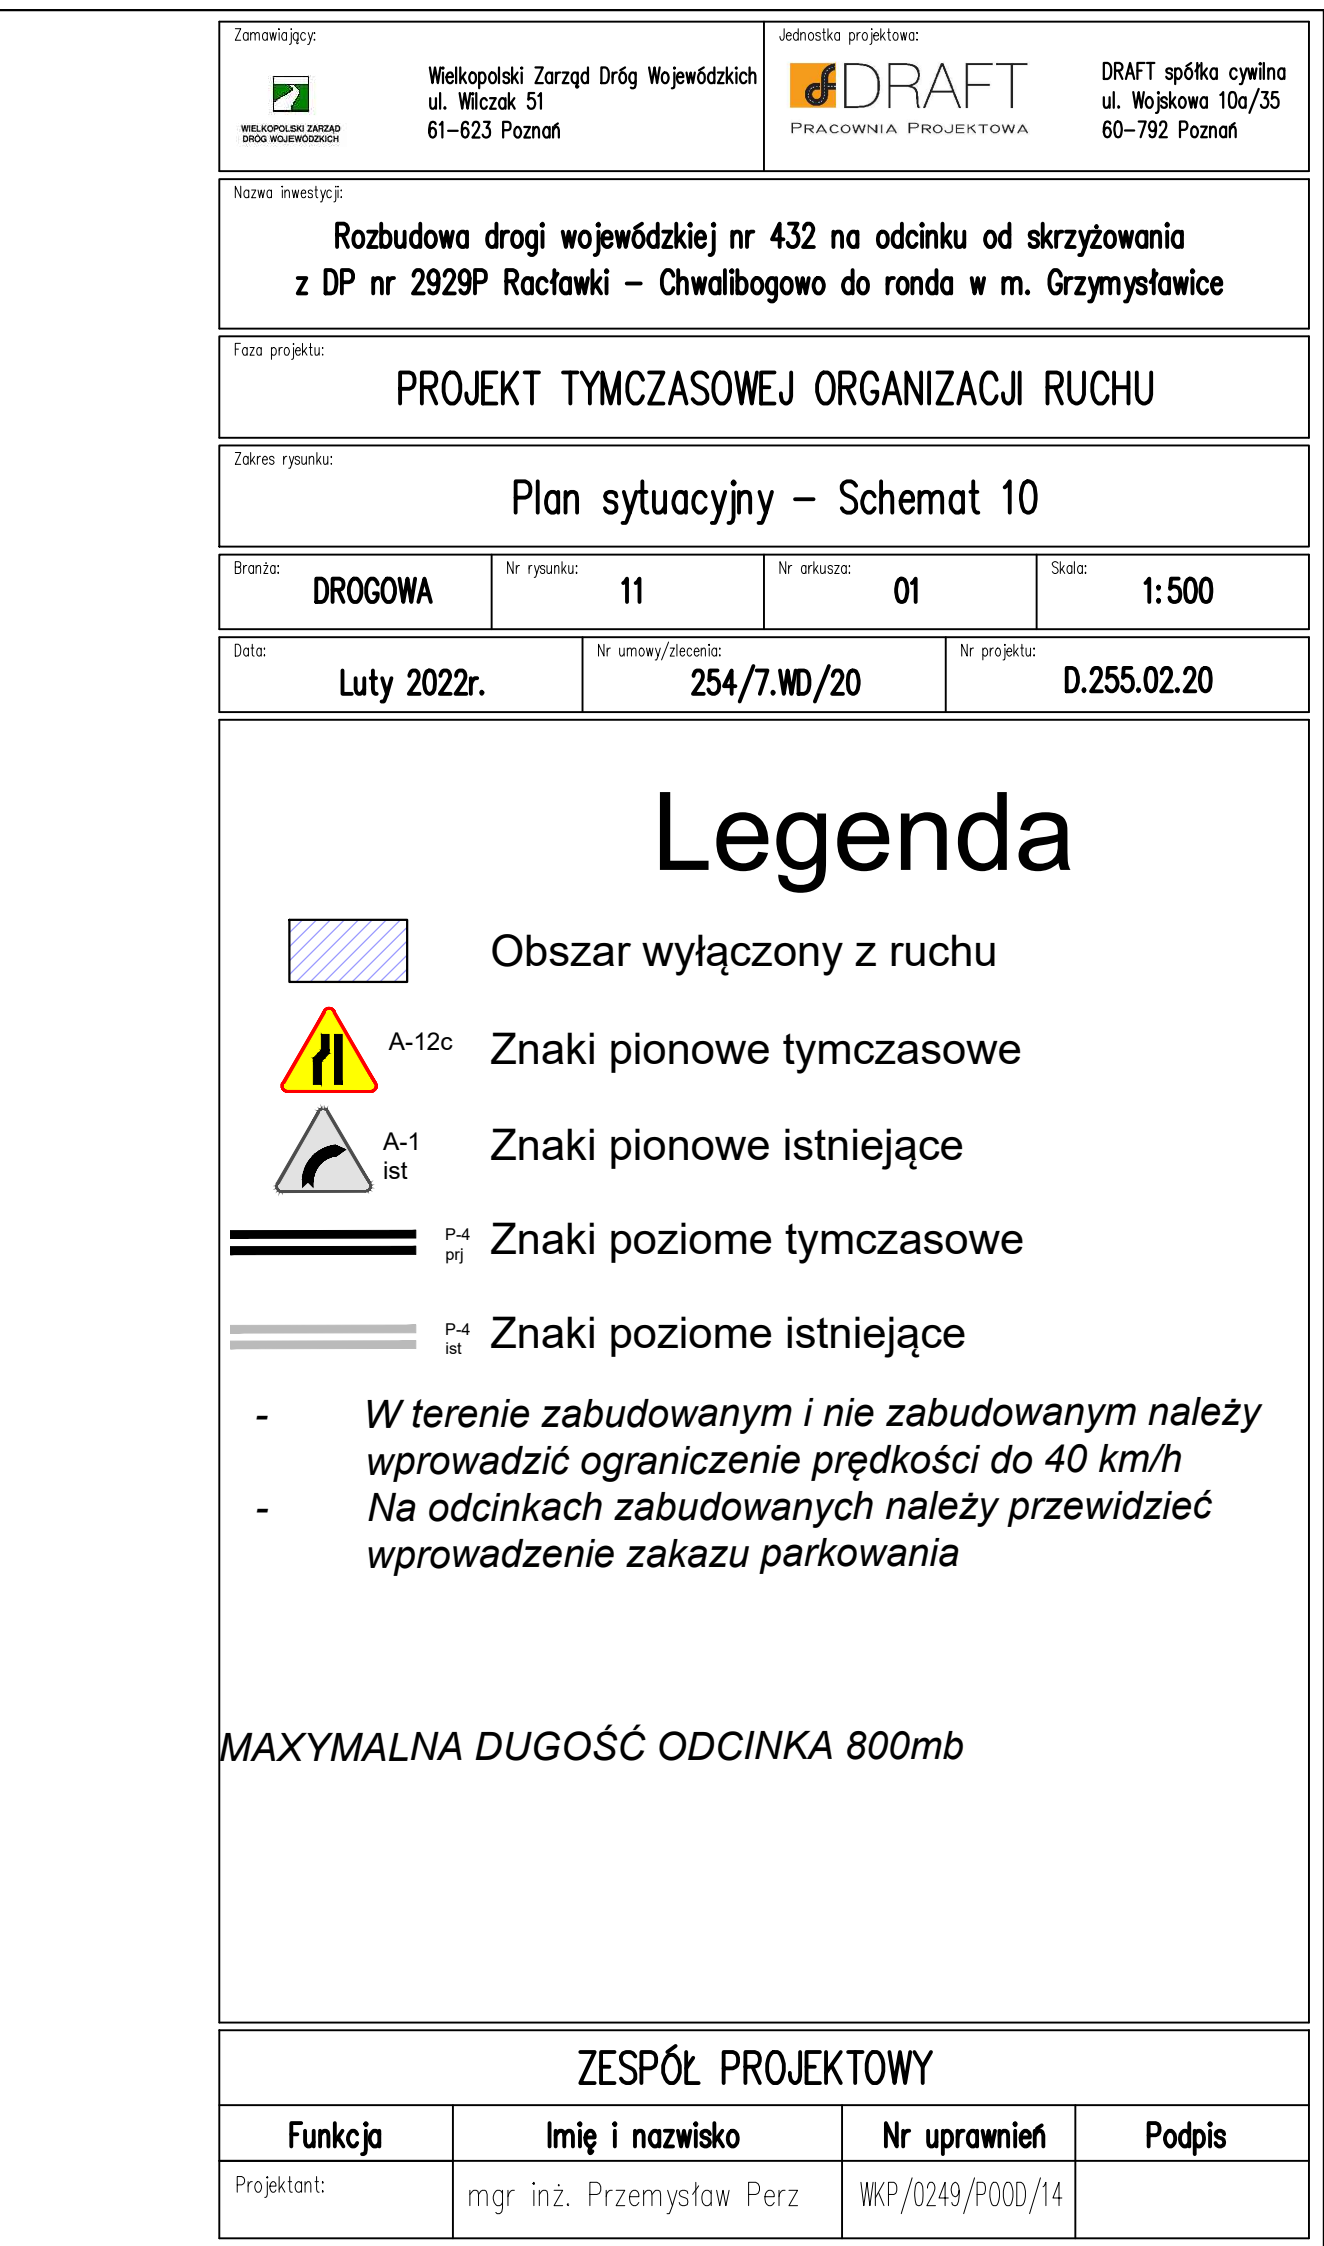 Zamawiający:
WIELKOPOLSKI ZARZĄD
DRÓG WOJEWÓDZKICH
Wielkopolski Zarząd Dróg Wojewódzkich
ul. Wilczak 51
61-623 Poznań
Jednostka projektowa:
DRAFT
PRACOWNIA PROJEKTOWA
DRAFT spółka cywilna
ul. Wojskowa 10a/35
60-792 Poznań
Nazwa inwestycji:
Rozbudowa drogi wojewódzkiej nr 432 na odcinku od skrzyżowania
z DP nr 2929P Racławki – Chwalibogowo do ronda w m. Grzymysławice
Faza projektu:
PROJEKT TYMCZASOWEJ ORGANIZACJI RUCHU
Zakres rysunku:
Plan sytuacyjny – Schemat 10
Branża:
DROGOWA
Nr rysunku:
11
Nr arkusza:
01
Skala:
1:500
Data:
Luty 2022r.
Nr umowy/zlecenia:
254/7.WD/20
Nr projektu:
D.255.02.20
Legenda
Obszar wyłączony z ruchu
A-12c
Znaki pionowe tymczasowe
A-1
ist
Znaki pionowe istniejące
P-4
prj
Znaki poziome tymczasowe
P-4
ist
Znaki poziome istniejące
- W terenie zabudowanym i nie zabudowanym należy
wprowadzić ograniczenie prędkości do 40 km/h
- Na odcinkach zabudowanych należy przewidzieć
wprowadzenie zakazu parkowania
MAXYMALNA DUGOŚĆ ODCINKA 800mb
ZESPÓŁ PROJEKTOWY
Funkcja
Imię i nazwisko
Nr uprawnień
Podpis
Projektant:
mgr inż. Przemysław Perz
WKP/0249/POOD/14